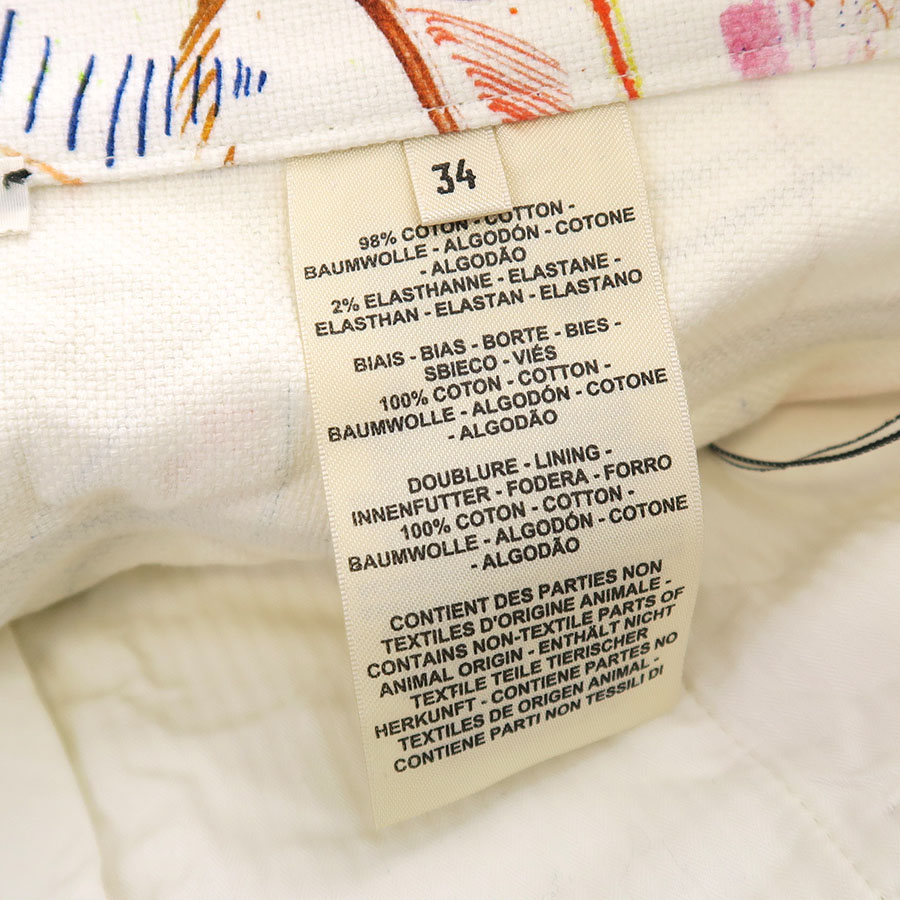 34
98% COTON - COTTON -
BAUMWOLLE - ALGODÓN - COTONE
- ALGODÃO
2% ELASTHANNE - ELASTANE -
ELASTHAN - ELASTAN - ELASTANO
BIAIS - BIAS - BORTE - BIES -
SBIECO - VIÉS
100% COTON - COTTON -
BAUMWOLLE - ALGODÓN - COTONE
- ALGODÃO
DOUBLURE - LINING -
INNENFUTTER - FODERA - FORRO
100% COTON - COTTON -
BAUMWOLLE - ALGODÓN - COTONE
- ALGODÃO
CONTIENT DES PARTIES NON
TEXTILES D'ORIGINE ANIMALE -
CONTAINS NON-TEXTILE PARTS OF
ANIMAL ORIGIN - ENTHÄLT NICHT
TEXTILE TEILE TIERISCHER
HERKUNFT - CONTIENE PARTES NO
TEXTILES DE ORIGEN ANIMAL -
CONTIENE PARTI NON TESSILI DI